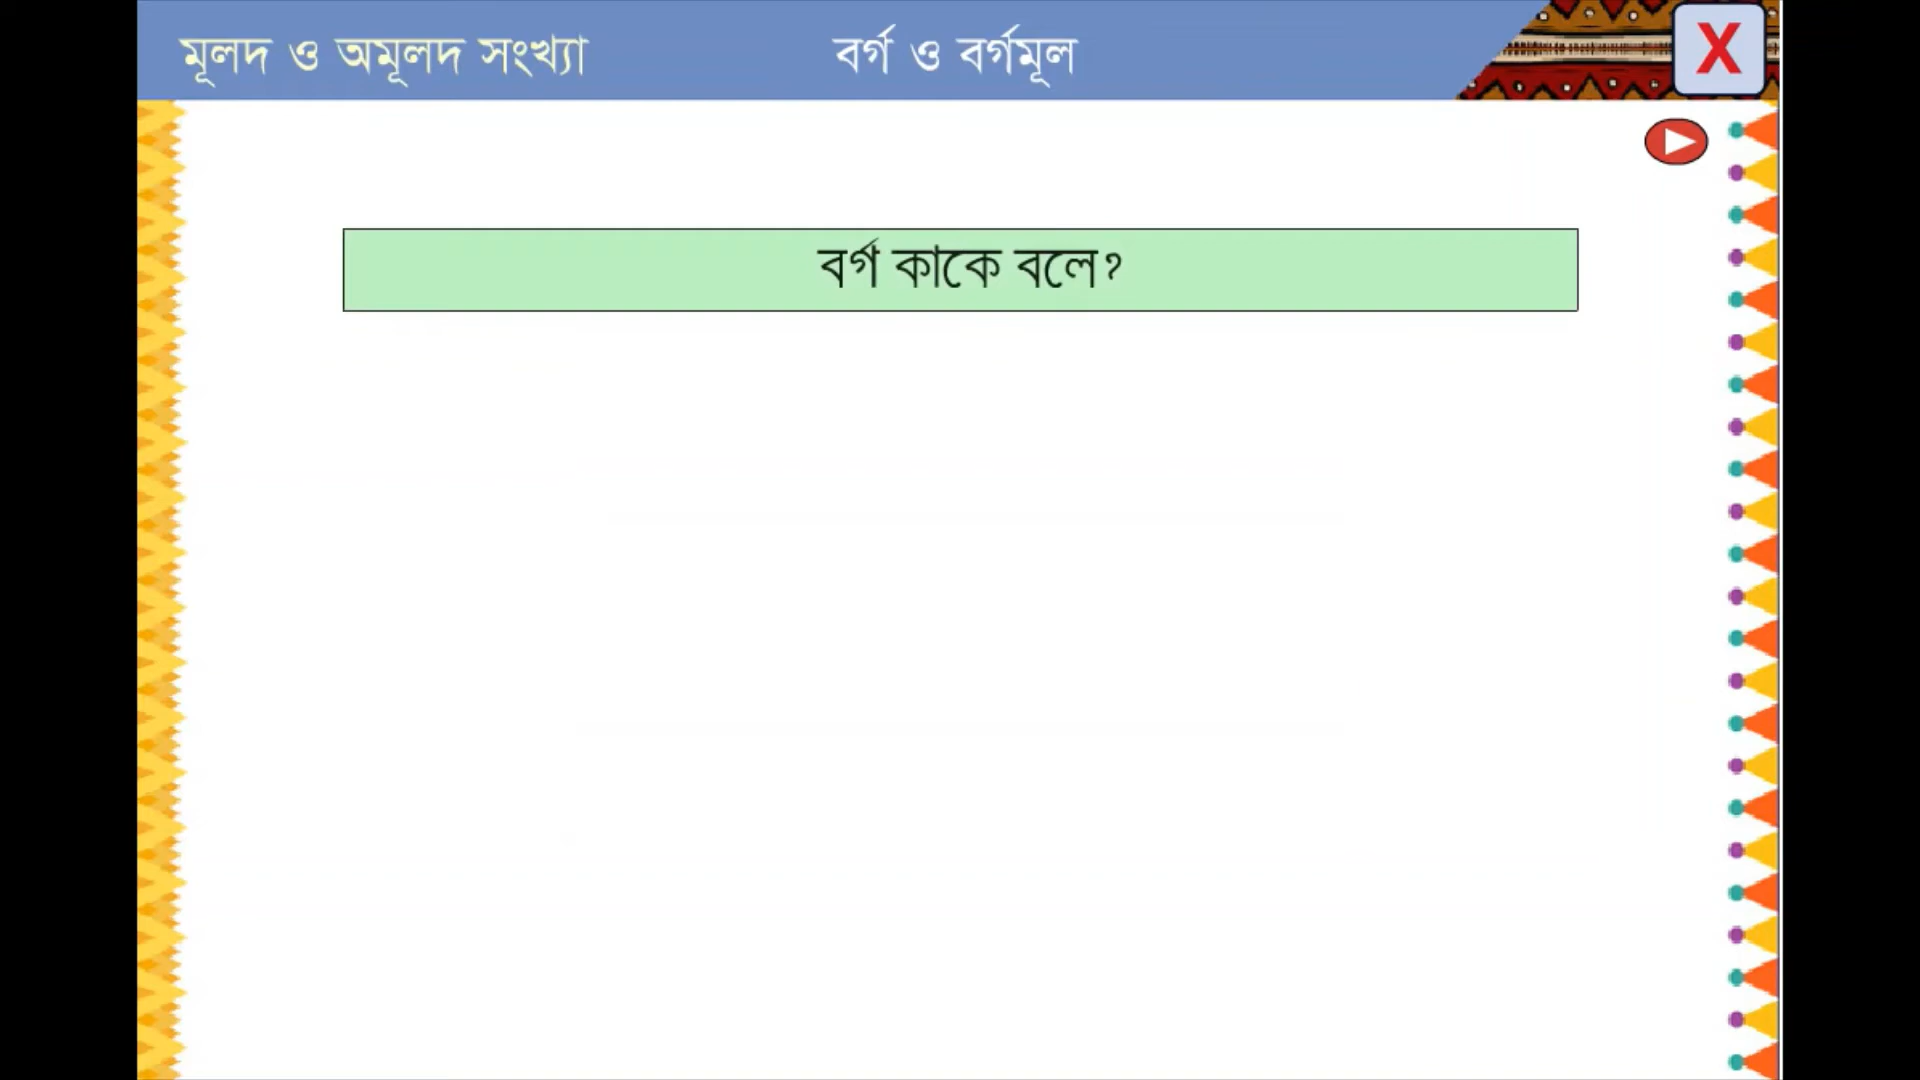 মূলদ ও অমূলদ সংখ্যা
বর্গ ও বর্গমূল
X
বর্গ কাকে বলে?